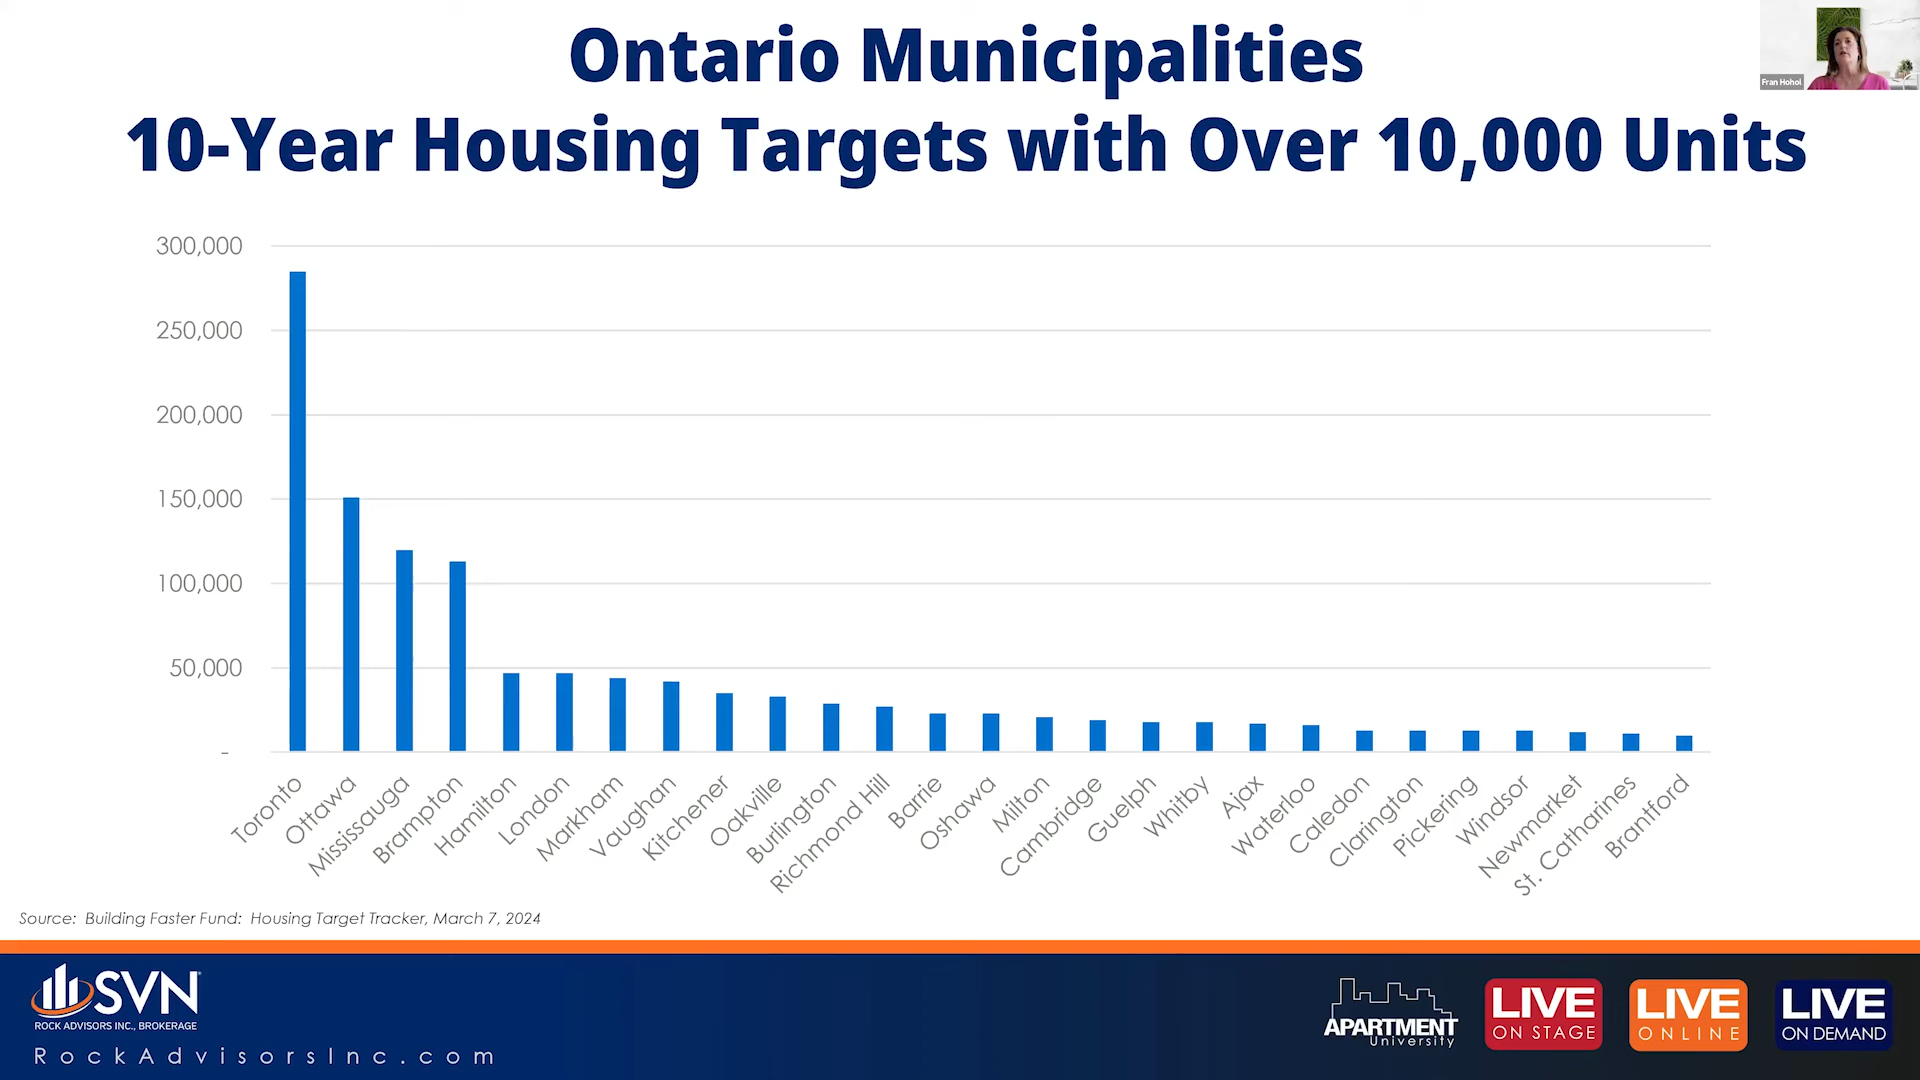 Ontario Municipalities
10-Year Housing Targets with Over 10,000 Units
Fran Hohol
300,000
250,000
200,000
150,000
100,000
50,000
-
Toronto
Ottawa
Mississauga
Brampton
Hamilton
London
Markham
Vaughan
Kitchener
Oakville
Burlington
Richmond Hill
Barrie
Oshawa
Milton
Cambridge
Guelph
Whitby
Ajax
Waterloo
Caledon
Clarington
Pickering
Windsor
Newmarket
St. Catharines
Brantford
Source: Building Faster Fund: Housing Target Tracker, March 7, 2024
SVN®
ROCK ADVISORS INC., BROKERAGE
RockAdvisorsInc.com
APARTMENT
University
LIVE
ON STAGE
LIVE
ONLINE
LIVE
ON DEMAND